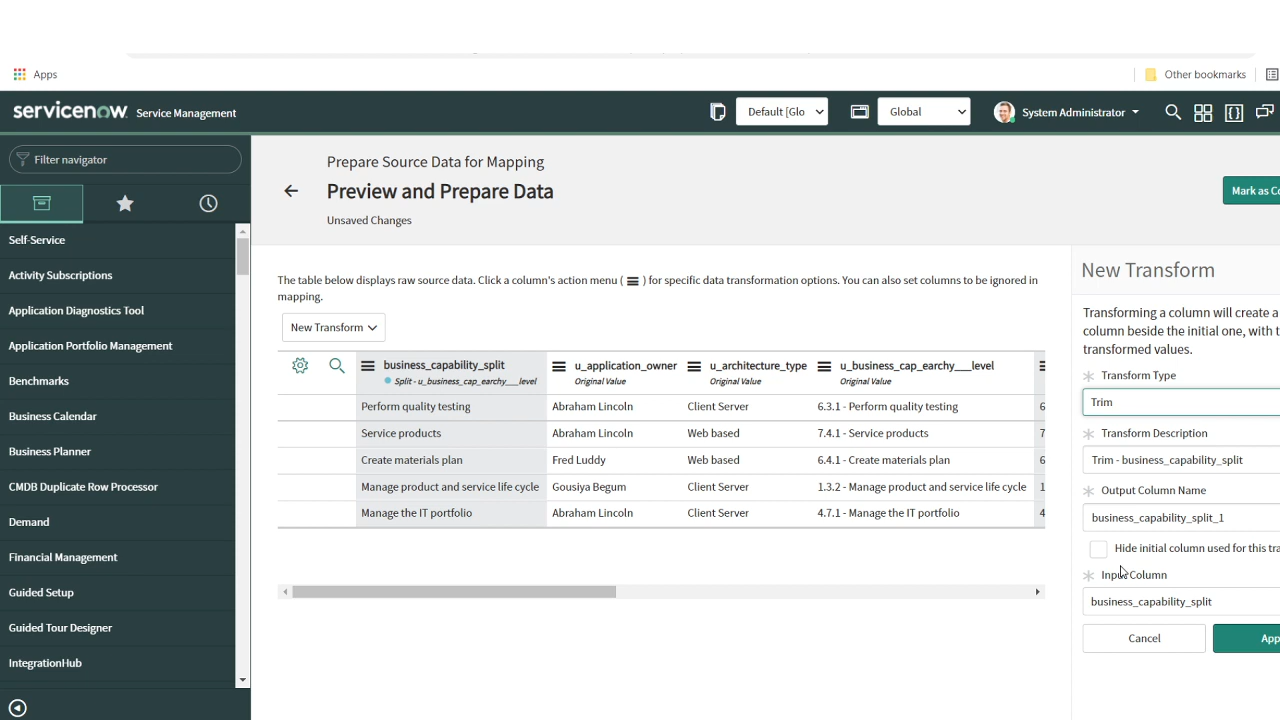 Apps
Other bookmarks
servicenow Service Management
Default [Glo
Global
System Administrator
Filter navigator
Self-Service
Activity Subscriptions
Application Diagnostics Tool
Application Portfolio Management
Benchmarks
Business Calendar
Business Planner
CMDB Duplicate Row Processor
Demand
Financial Management
Guided Setup
Guided Tour Designer
IntegrationHub
Prepare Source Data for Mapping
Preview and Prepare Data
Unsaved Changes
Mark as Co
The table below displays raw source data. Click a column's action menu ( ) for specific data transformation options. You can also set columns to be ignored in
mapping.
New Transform
business_capability_split u_application_owner u_architecture_type u_business_cap_earchy___level
Split - u_business_cap_earchy___level Original Value Original Value Original Value
Perform quality testing Abraham Lincoln Client Server 6.3.1 - Perform quality testing 6
Service products Abraham Lincoln Web based 7.4.1 - Service products 7
Create materials plan Fred Luddy Web based 6.4.1 - Create materials plan 6
Manage product and service life cycle Gousiya Begum Client Server 1.3.2 - Manage product and service life cycle 1
Manage the IT portfolio Abraham Lincoln Client Server 4.7.1 - Manage the IT portfolio 4
New Transform
Transforming a column will create a
column beside the initial one, with t
transformed values.
Transform Type
Trim
Transform Description
Trim - business_capability_split
Output Column Name
business_capability_split_1
Hide initial column used for this tra
Input Column
business_capability_split
Cancel
App